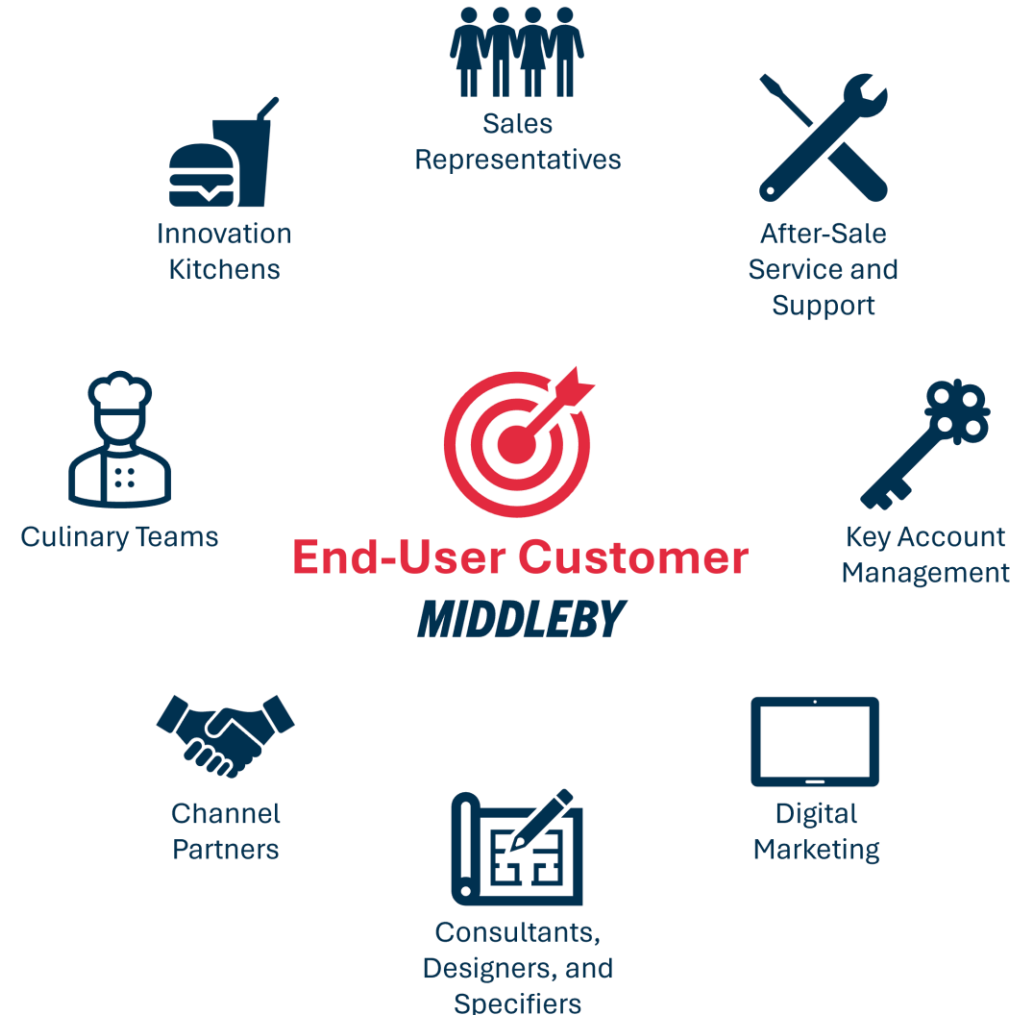 Sales
Representatives
Innovation
Kitchens
After-Sale
Service and
Support
Culinary Teams
End-User Customer
MIDDLEBY
Key Account
Management
Channel
Partners
Digital
Marketing
Consultants,
Designers, and
Specifiers